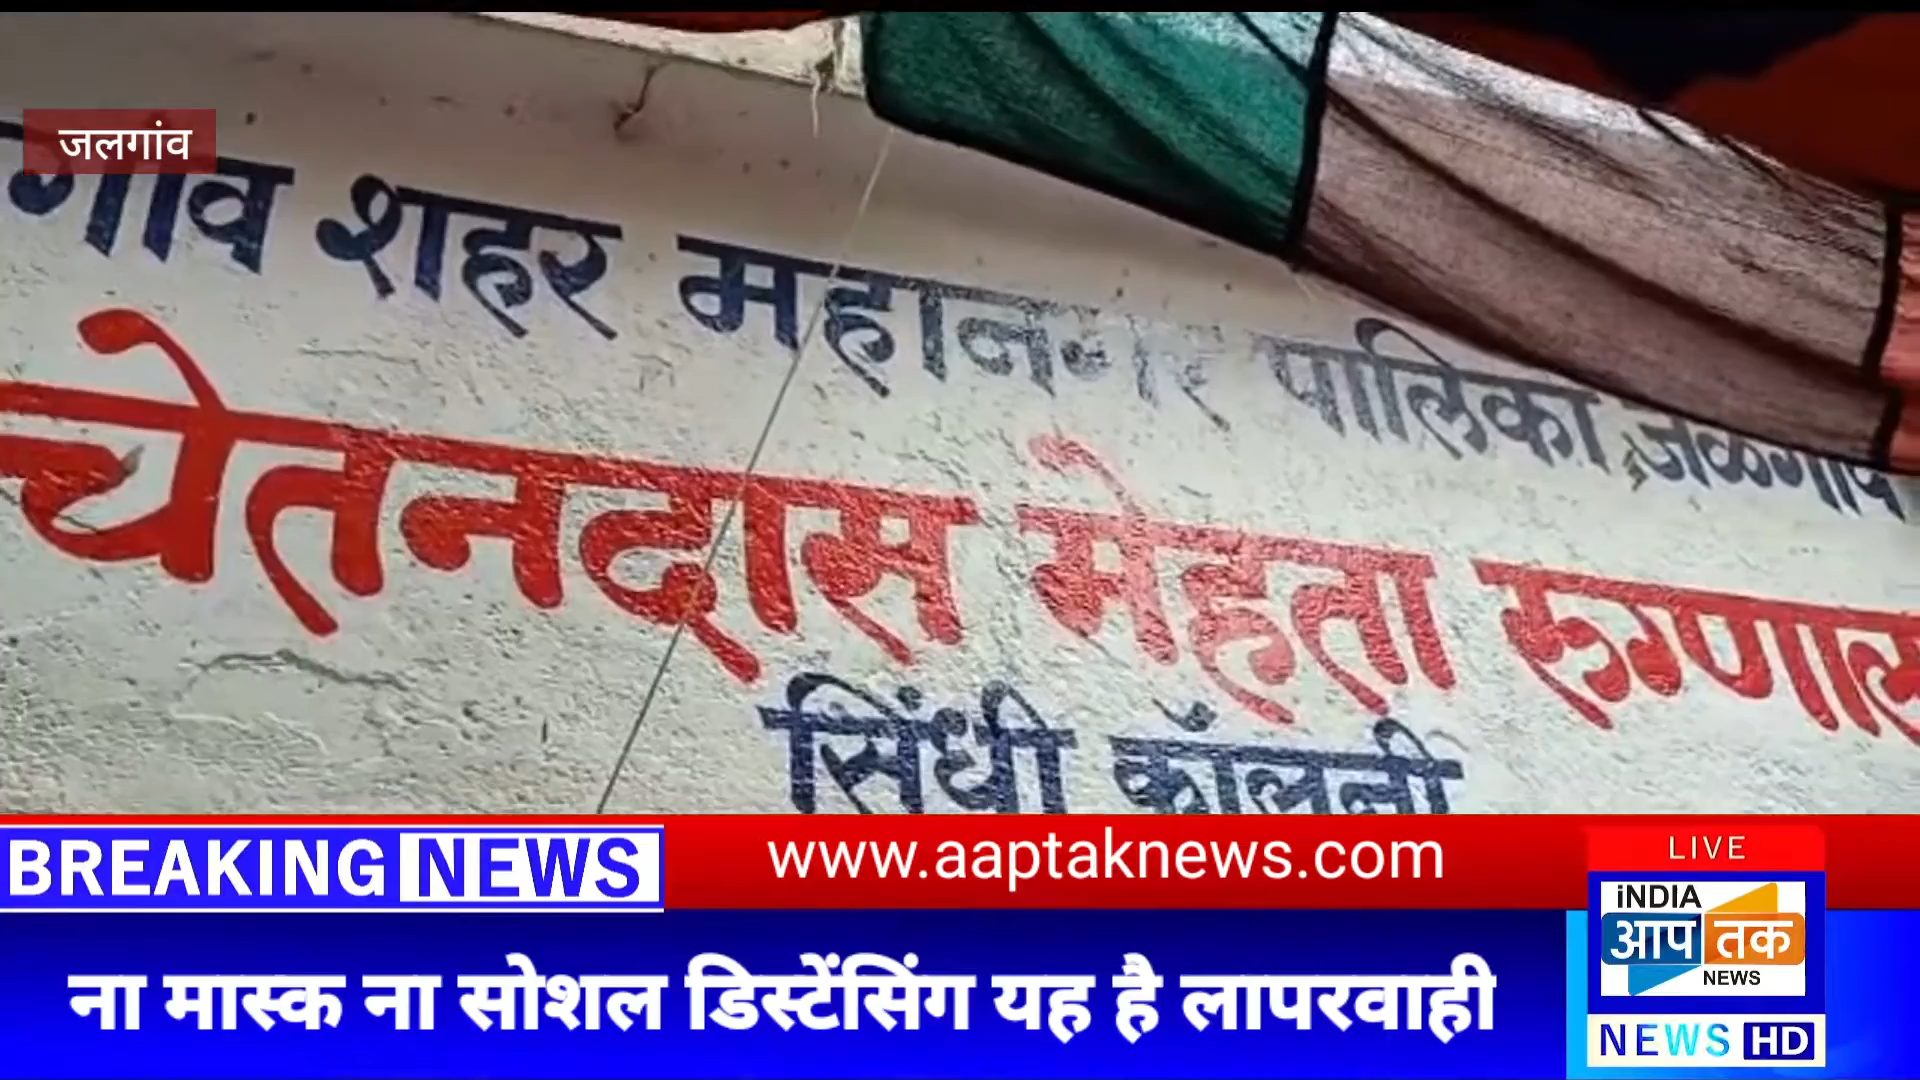 जलगांव
गाव शहर महानगर पालिका जळगाव
चेतनदास मेहता रुग्णाल
सिंधी कॉलनी
BREAKING NEWS
www.aaptaknews.com
LIVE
iNDIA
आप तक
NEWS
ना मास्क ना सोशल डिस्टेंसिंग यह है लापरवाही
NEWS HD